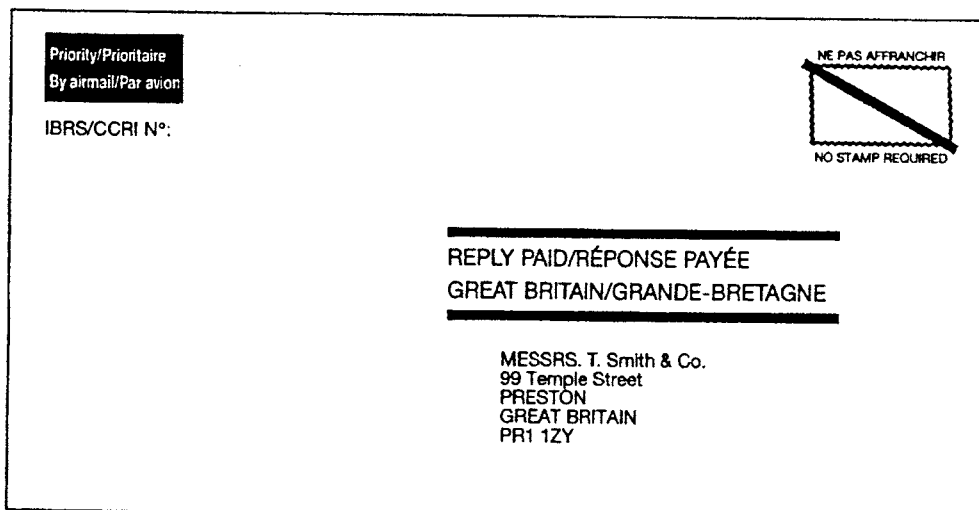 Priority/Prioritaire
By airmail/Par avion
IBRS/CCRI N°:
NE PAS AFFRANCHIR
NO STAMP REQUIRED
REPLY PAID/RÉPONSE PAYÉE
GREAT BRITAIN/GRANDE-BRETAGNE
MESSRS. T. Smith & Co.
99 Temple Street
PRESTON
GREAT BRITAIN
PR1 1ZY